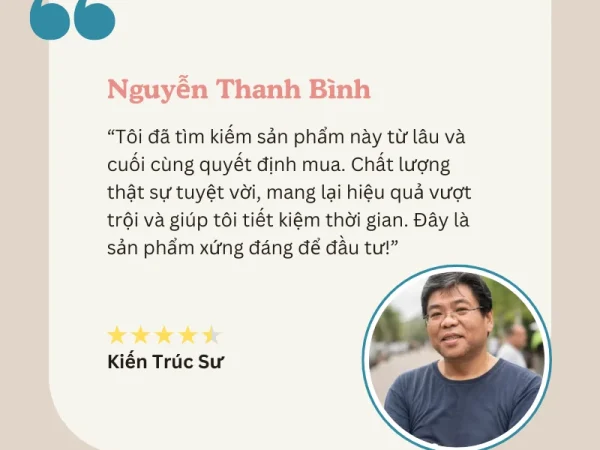 Nguyễn Thanh Bình
“Tôi đã tìm kiếm sản phẩm này từ lâu và
cuối cùng quyết định mua. Chất lượng
thật sự tuyệt vời, mang lại hiệu quả vượt
trội và giúp tôi tiết kiệm thời gian. Đây là
sản phẩm xứng đáng để đầu tư!”
Kiến Trúc Sư